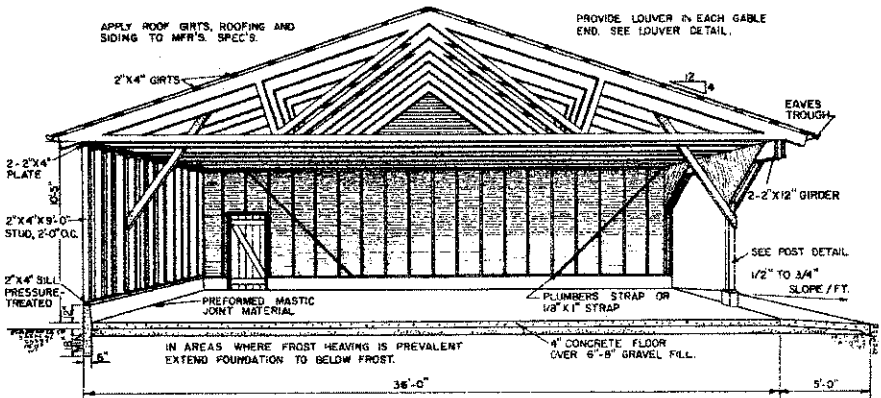 APPLY ROOF GIRTS, ROOFING AND
SIDING TO MFR'S. SPEC'S.
PROVIDE LOUVER IN EACH GABLE
END. SEE LOUVER DETAIL.
2"X4" GIRTS
12
4
EAVES
TROUGH
2-2"X4"
PLATE
2-2"X12" GIRDER
2"X4"X9'-0"
STUD, 2'-0"O.C.
SEE POST DETAIL
1/2" TO 3/4"
SLOPE/FT.
2"X4" SILL
PRESSURE
TREATED
PREFORMED MASTIC
JOINT MATERIAL
PLUMBERS STRAP OR
1/8"X1" STRAP
12"
IN AREAS WHERE FROST HEAVING IS PREVALENT
EXTEND FOUNDATION TO BELOW FROST.
4" CONCRETE FLOOR
OVER 6"-8" GRAVEL FILL.
18"
6"
36'-0"
5'-0"